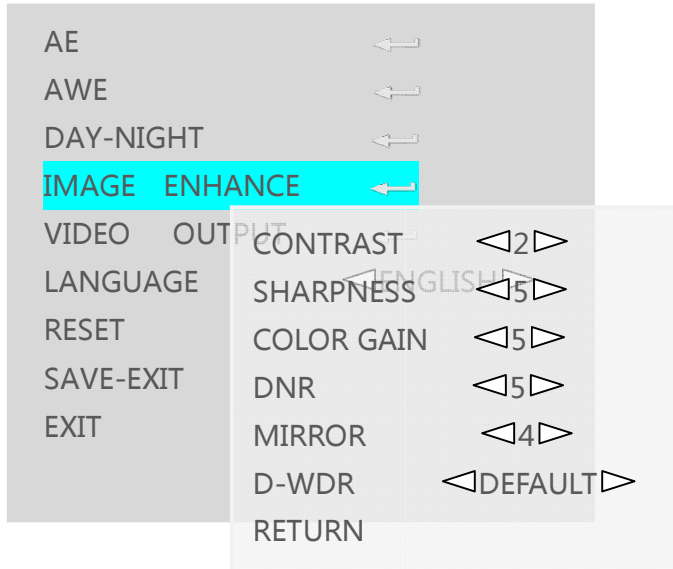 AE
AWE
DAY-NIGHT
IMAGE ENHANCE
VIDEO OUTPUT
LANGUAGE ENGLISH
RESET
SAVE-EXIT
EXIT
CONTRAST 2
SHARPNESS 5
COLOR GAIN 5
DNR 5
MIRROR 4
D-WDR DEFAULT
RETURN